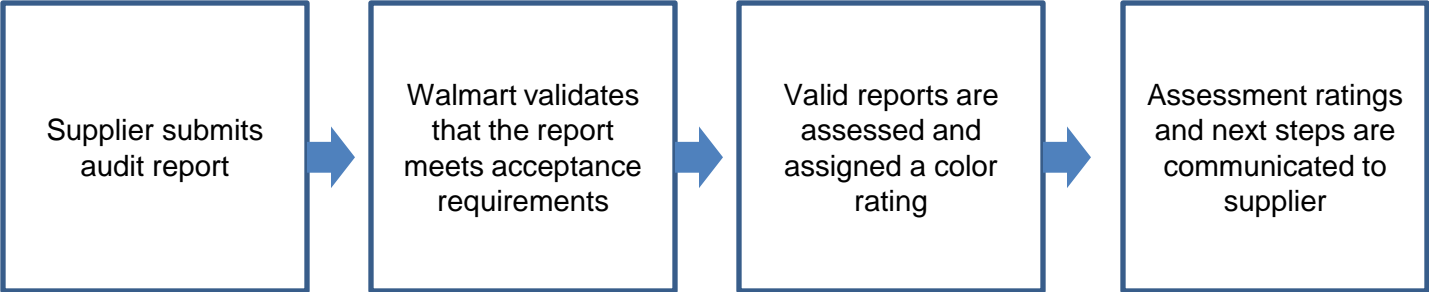 Supplier submits
audit report
Walmart validates
that the report
meets acceptance
requirements
Valid reports are
assessed and
assigned a color
rating
Assessment ratings
and next steps are
communicated to
supplier